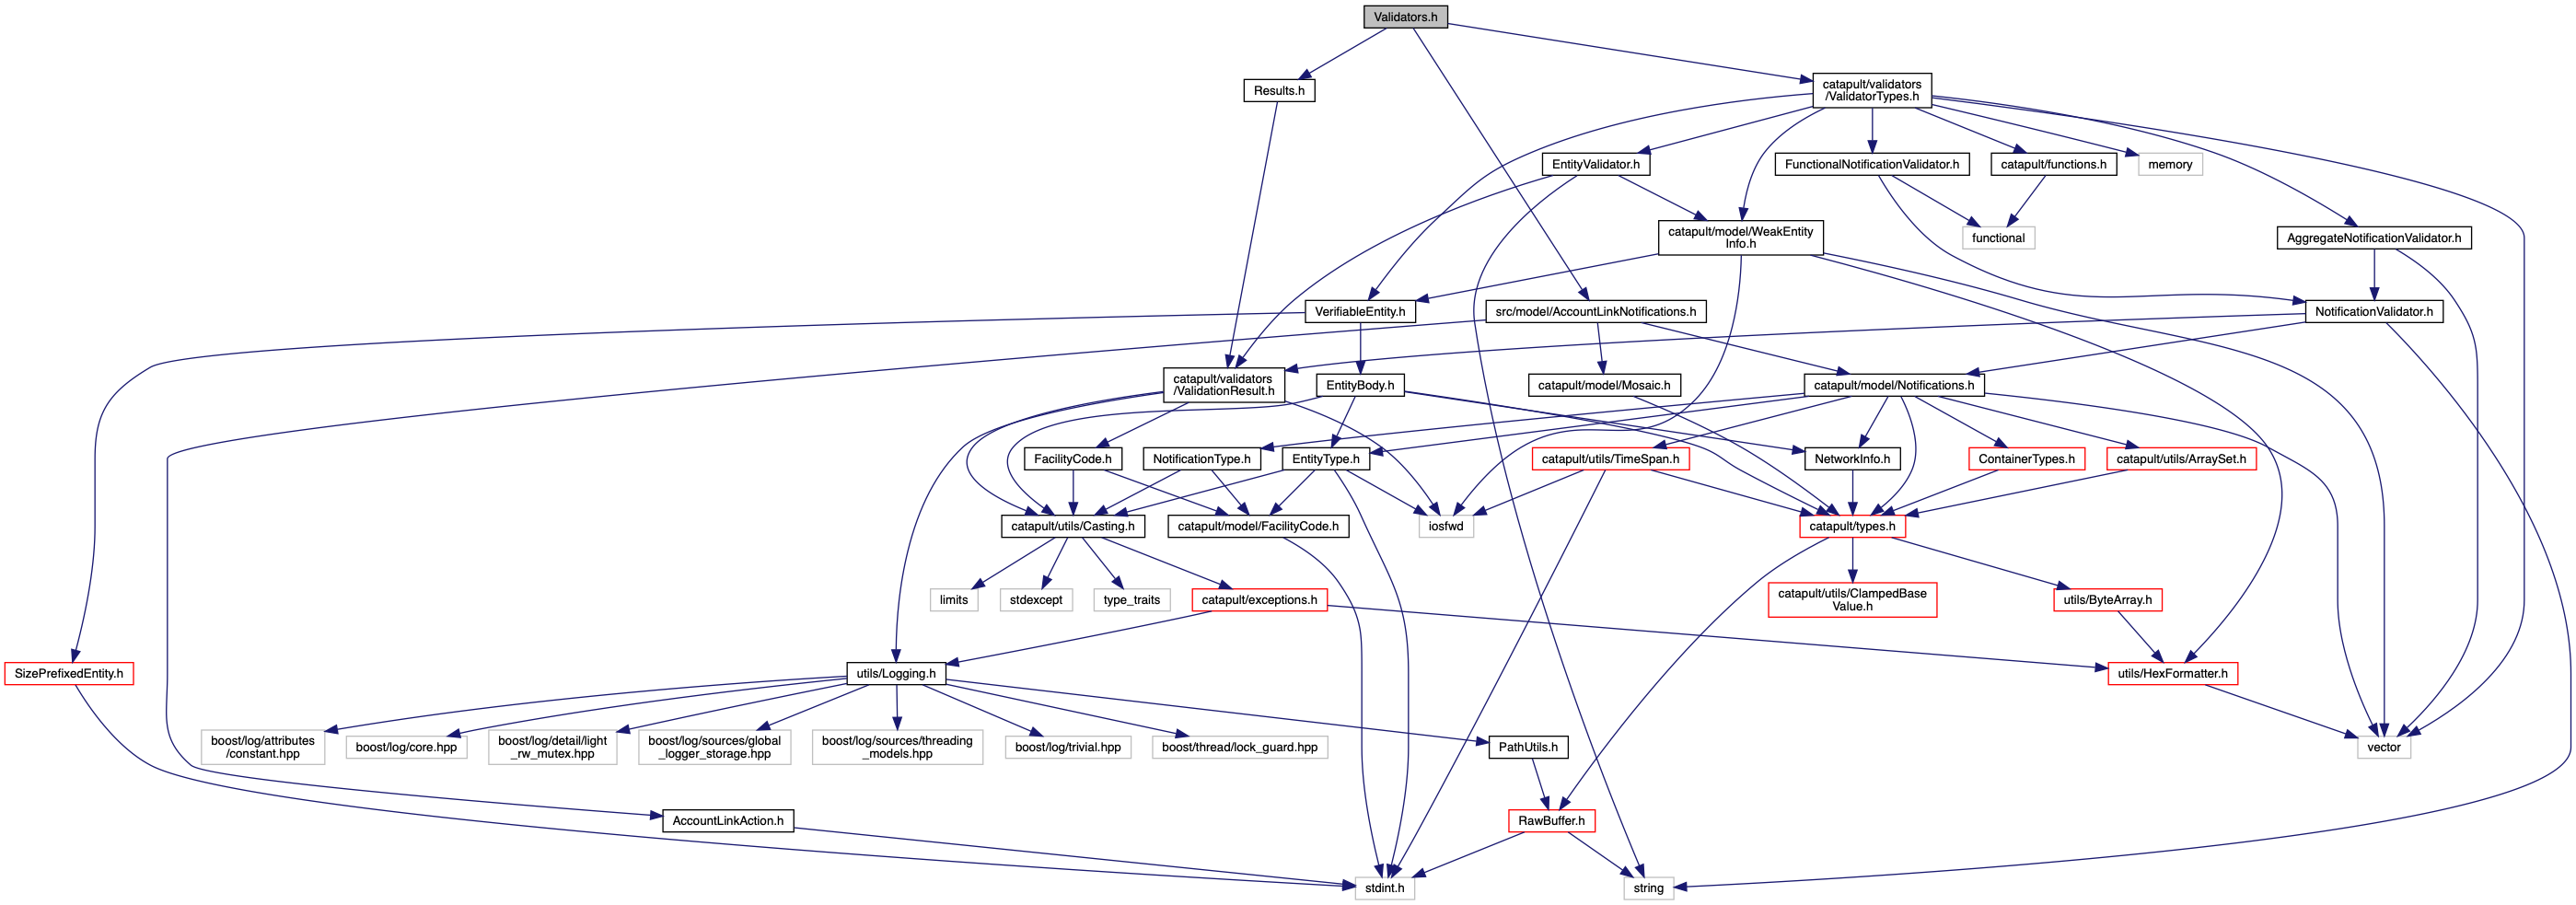 Validators.h
Results.h
catapult/validators
/ValidatorTypes.h
EntityValidator.h
FunctionalNotificationValidator.h
catapult/functions.h
memory
catapult/model/WeakEntity
Info.h
functional
AggregateNotificationValidator.h
VerifiableEntity.h
src/model/AccountLinkNotifications.h
NotificationValidator.h
catapult/validators
/ValidationResult.h
EntityBody.h
catapult/model/Mosaic.h
catapult/model/Notifications.h
FacilityCode.h
NotificationType.h
EntityType.h
catapult/utils/TimeSpan.h
NetworkInfo.h
ContainerTypes.h
catapult/utils/ArraySet.h
catapult/utils/Casting.h
catapult/model/FacilityCode.h
iosfwd
catapult/types.h
limits
stdexcept
type_traits
catapult/exceptions.h
catapult/utils/ClampedBase
Value.h
utils/ByteArray.h
SizePrefixedEntity.h
utils/Logging.h
utils/HexFormatter.h
boost/log/attributes
/constant.hpp
boost/log/core.hpp
boost/log/detail/light
_rw_mutex.hpp
boost/log/sources/global
_logger_storage.hpp
boost/log/sources/threading
_models.hpp
boost/log/trivial.hpp
boost/thread/lock_guard.hpp
PathUtils.h
vector
AccountLinkAction.h
RawBuffer.h
stdint.h
string